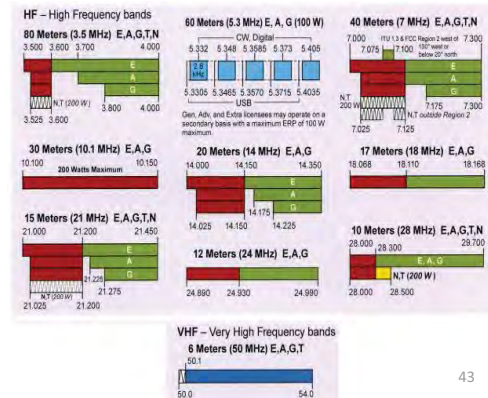 HF – High Frequency bands
80 Meters (3.5 MHz) E,A,G,T,N
3.500 3.600 3.700 4.000
E
A
G
N,T (200 W)
3.800 4.000
3.525 3.600
60 Meters (5.3 MHz) E, A, G (100 W)
CW, Digital
5.332 5.348 5.3585 5.373 5.405
2.8
kHz
5.3305 5.3465 5.3570 5.3715 5.4035
USB
Gen, Adv, and Extra licensees may operate on a
secondary basis with a maximum ERP of 100 W
maximum.
40 Meters (7 MHz) E,A,G,T,N
ITU 1,3 & FCC Region 2 west of
130° west or
below 20° north
7.000 7.300
7.075 7.100
E
A
G
N,T
200 W
7.175 7.300
N,T outside Region 2
7.025 7.125
30 Meters (10.1 MHz) E,A,G
10.100 10.150
200 Watts Maximum
20 Meters (14 MHz) E,A,G
14.000 14.150 14.350
E
A
G
14.175
14.025 14.150 14.225
17 Meters (18 MHz) E,A,G
18.068 18.110 18.168
15 Meters (21 MHz) E,A,G,T,N
21.000 21.200 21.450
E
A
G
21.225
N,T (200 W)
21.275
21.025 21.200
12 Meters (24 MHz) E,A,G
24.890 24.930 24.990
10 Meters (28 MHz) E,A,G,T,N
28.000 28.300 29.700
E, A, G
N,T (200 W)
28.000 28.500
VHF – Very High Frequency bands
6 Meters (50 MHz) E,A,G,T
50.1
50.0 54.0
43